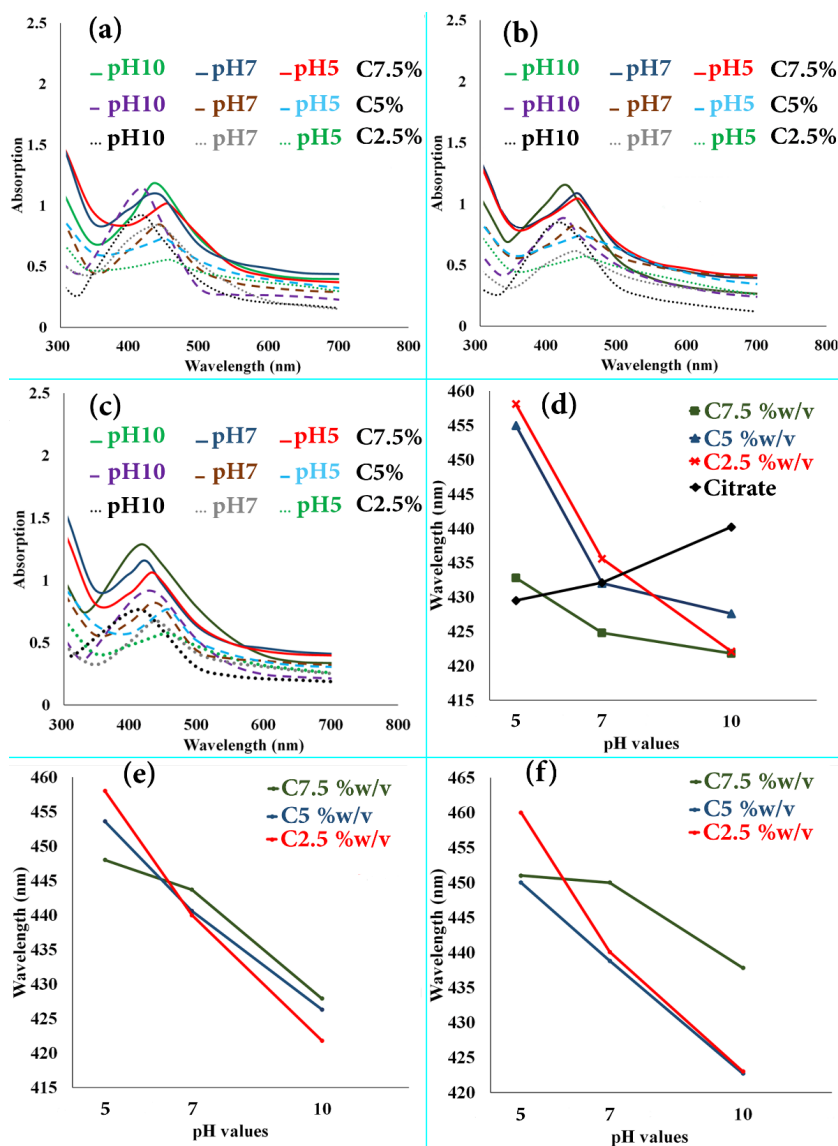 (a)
2.5
2
1.5
1
0.5
0
Absorption
pH10 pH7 pH5 C7.5%
pH10 pH7 pH5 C5%
pH10 pH7 pH5 C2.5%
300 400 500 600 700 800
Wavelength (nm)
(b)
2.5
2
1.5
1
0.5
0
Absorption
pH10 pH7 pH5 C7.5%
pH10 pH7 pH5 C5%
pH10 pH7 pH5 C2.5%
300 400 500 600 700 800
Wavelength (nm)
(c)
2.5
2
1.5
1
0.5
0
Absorption
pH10 pH7 pH5 C7.5%
pH10 pH7 pH5 C5%
pH10 pH7 pH5 C2.5%
300 400 500 600 700 800
Wavelength (nm)
(d)
460
455
450
445
440
435
430
425
420
415
Wavelength (nm)
C7.5 %w/v
C5 %w/v
C2.5 %w/v
Citrate
5 7 10
pH values
(e)
460
455
450
445
440
435
430
425
420
415
Wavelength (nm)
C7.5 %w/v
C5 %w/v
C2.5 %w/v
5 7 10
pH values
(f)
465
460
455
450
445
440
435
430
425
420
Wavelength (nm)
C7.5 %w/v
C5 %w/v
C2.5 %w/v
5 7 10
pH values